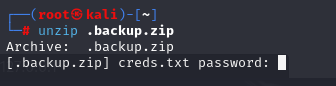 ┌──(root㉿kali)-[~]
└─# unzip .backup.zip
Archive:  .backup.zip
[.backup.zip] creds.txt password: